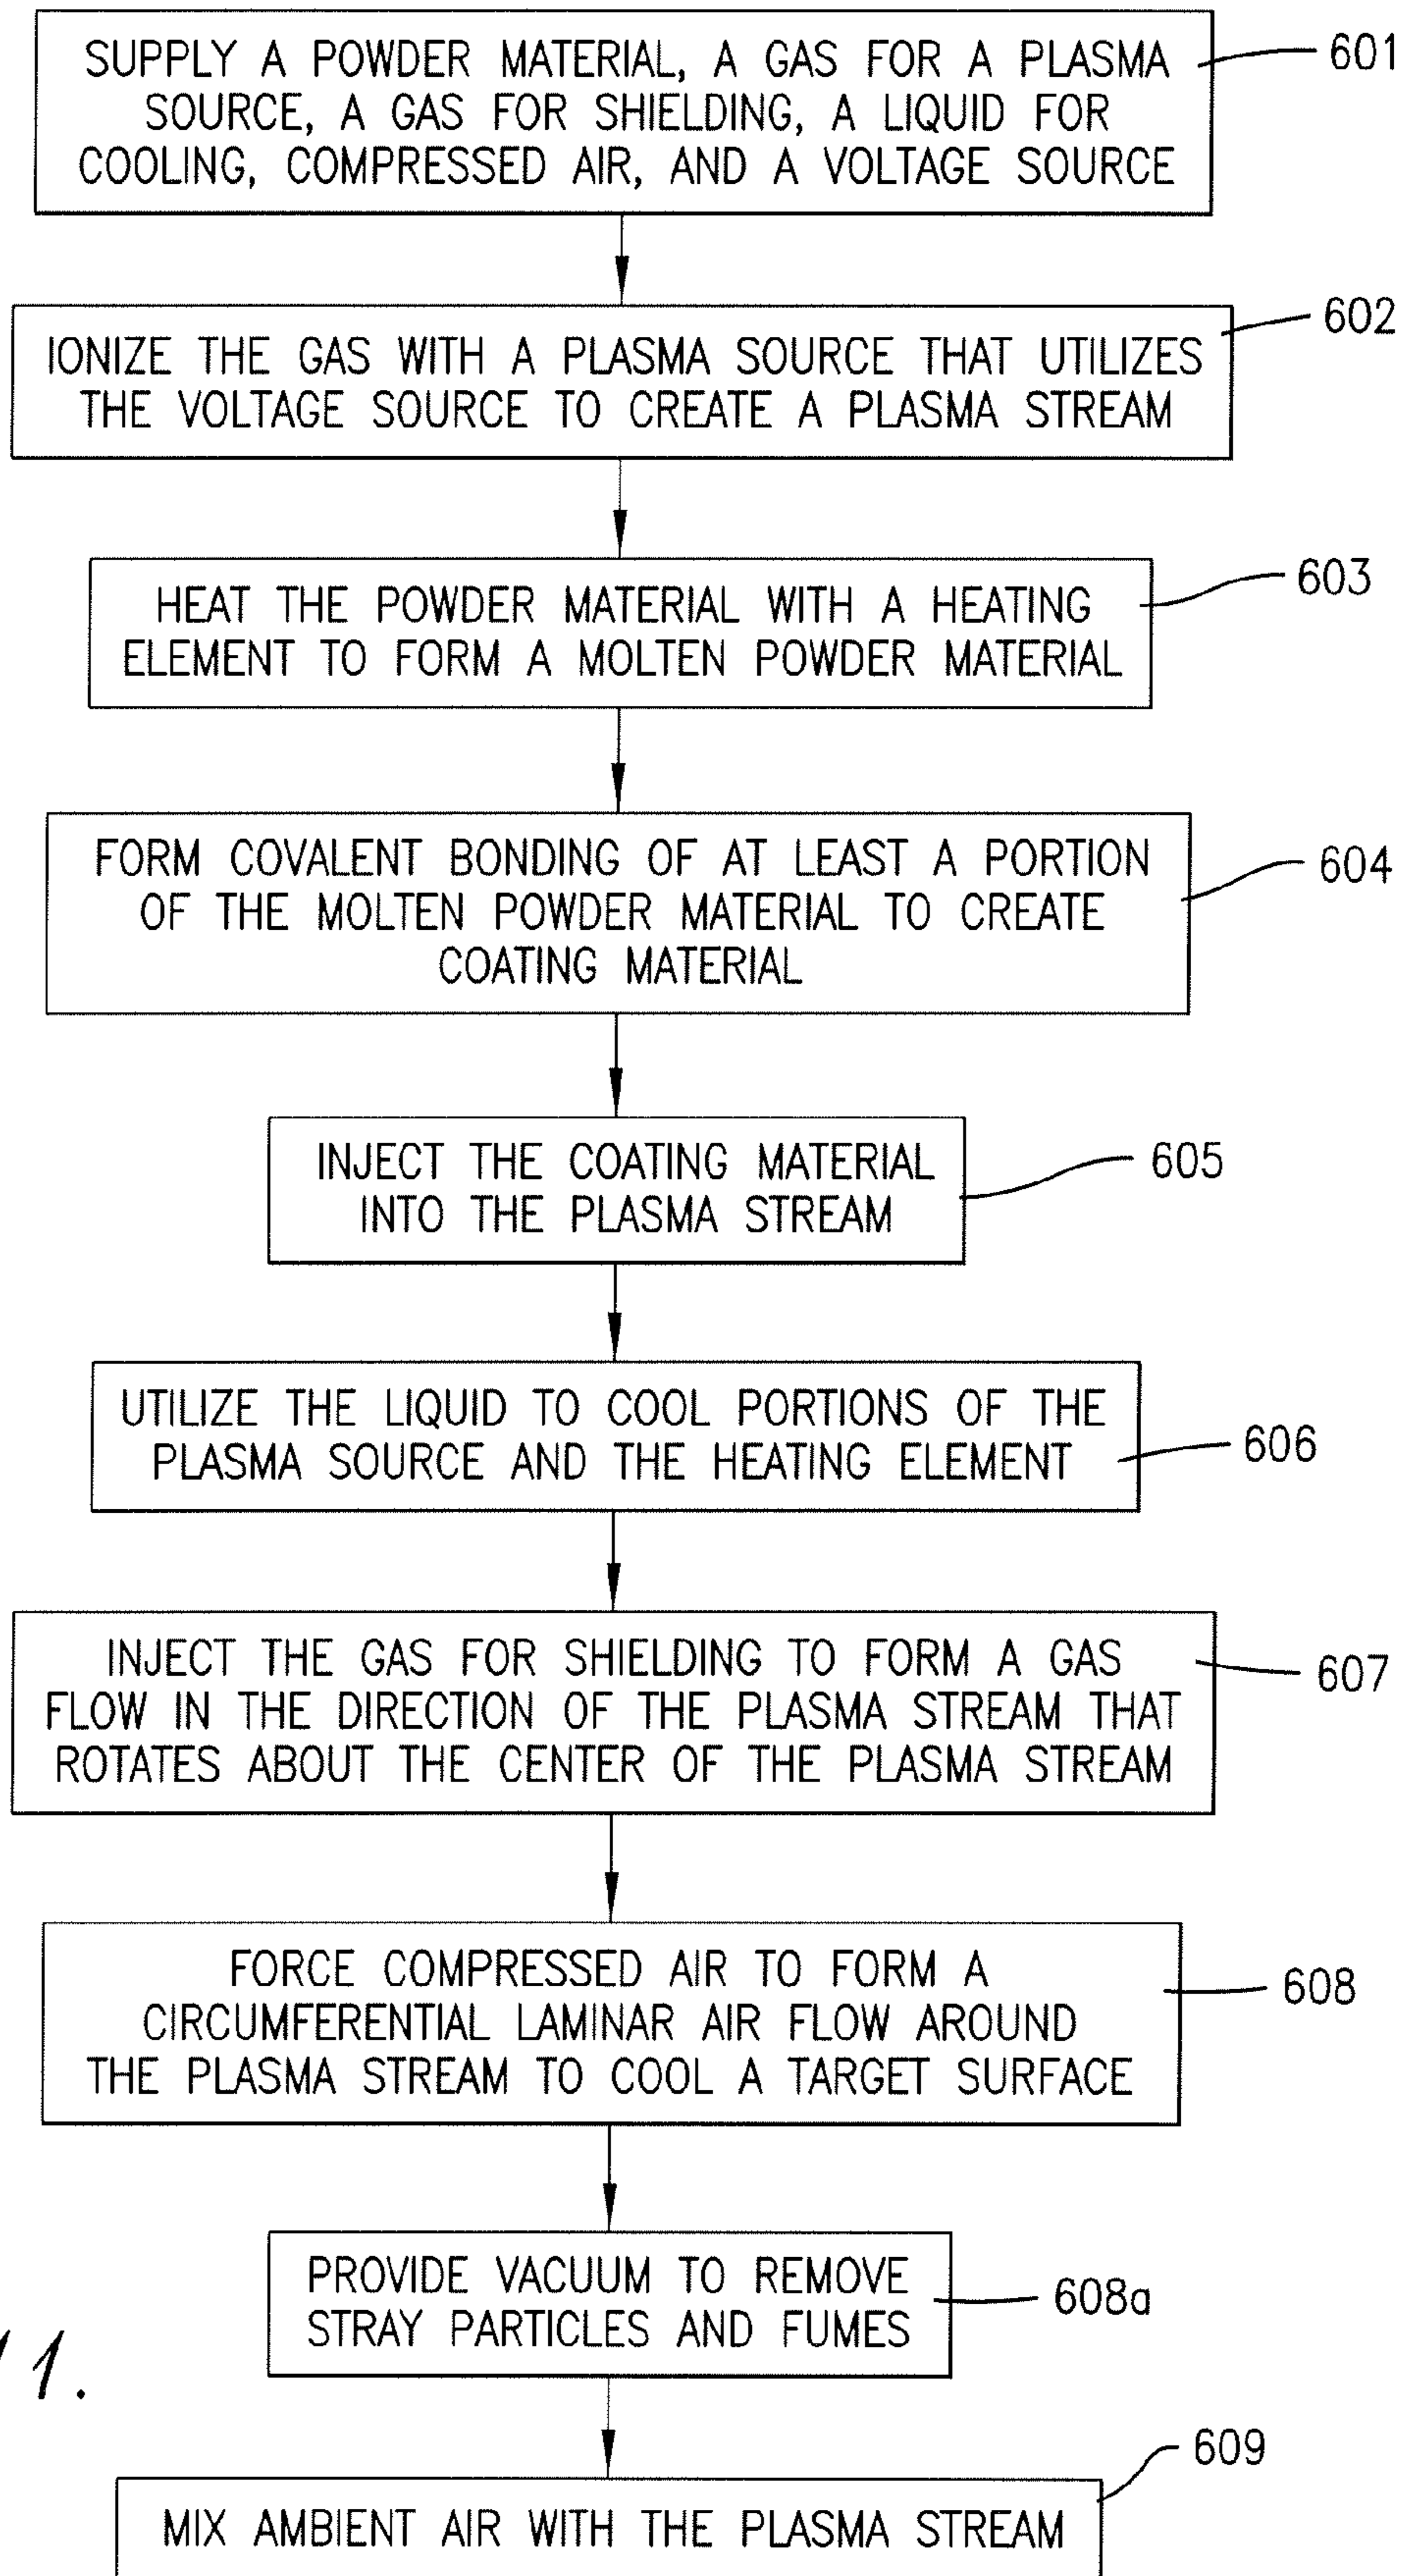 SUPPLY A POWDER MATERIAL, A GAS FOR A PLASMA
SOURCE, A GAS FOR SHIELDING, A LIQUID FOR
COOLING, COMPRESSED AIR, AND A VOLTAGE SOURCE
601
IONIZE THE GAS WITH A PLASMA SOURCE THAT UTILIZES
THE VOLTAGE SOURCE TO CREATE A PLASMA STREAM
602
HEAT THE POWDER MATERIAL WITH A HEATING
ELEMENT TO FORM A MOLTEN POWDER MATERIAL
603
FORM COVALENT BONDING OF AT LEAST A PORTION
OF THE MOLTEN POWDER MATERIAL TO CREATE
COATING MATERIAL
604
INJECT THE COATING MATERIAL
INTO THE PLASMA STREAM
605
UTILIZE THE LIQUID TO COOL PORTIONS OF THE
PLASMA SOURCE AND THE HEATING ELEMENT
606
INJECT THE GAS FOR SHIELDING TO FORM A GAS
FLOW IN THE DIRECTION OF THE PLASMA STREAM THAT
ROTATES ABOUT THE CENTER OF THE PLASMA STREAM
607
FORCE COMPRESSED AIR TO FORM A
CIRCUMFERENTIAL LAMINAR AIR FLOW AROUND
THE PLASMA STREAM TO COOL A TARGET SURFACE
608
PROVIDE VACUUM TO REMOVE
STRAY PARTICLES AND FUMES
608a
1.
609
MIX AMBIENT AIR WITH THE PLASMA STREAM